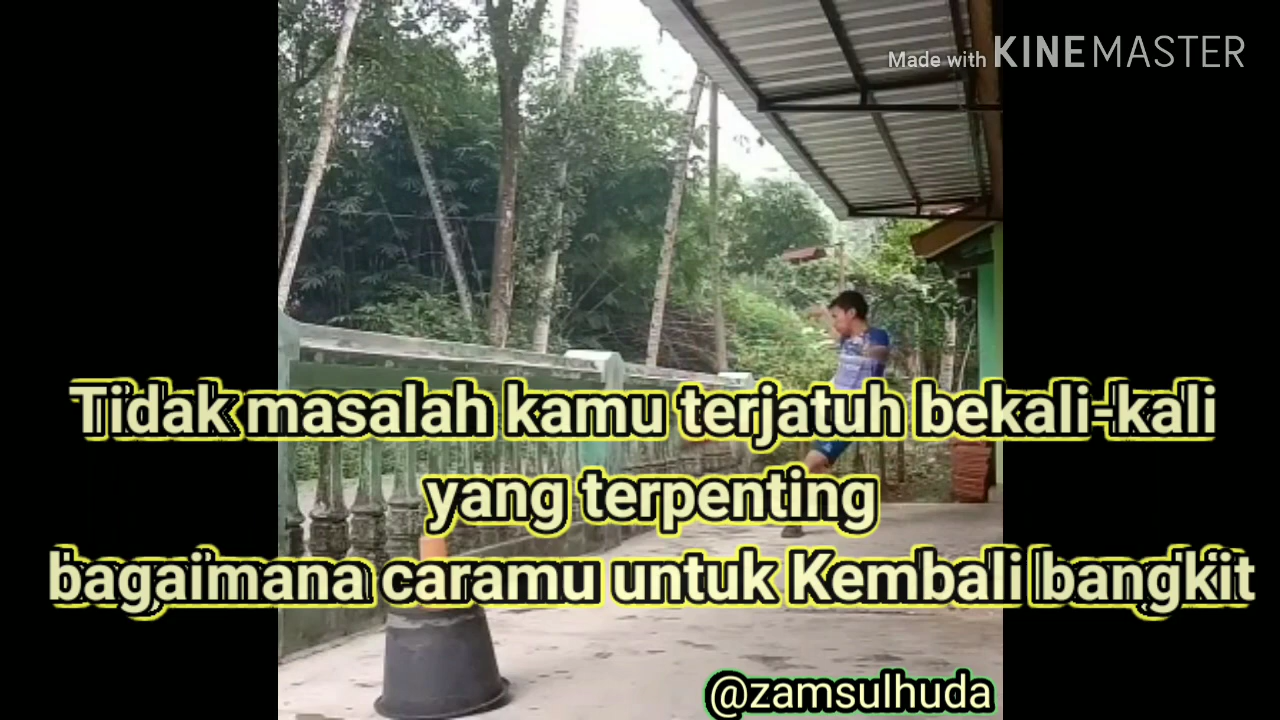 Made with KINEMASTER
Tidak masalah kamu terjatuh bekali-kali
yang terpenting
bagaimana caramu untuk Kembali bangkit
@zamsulhuda